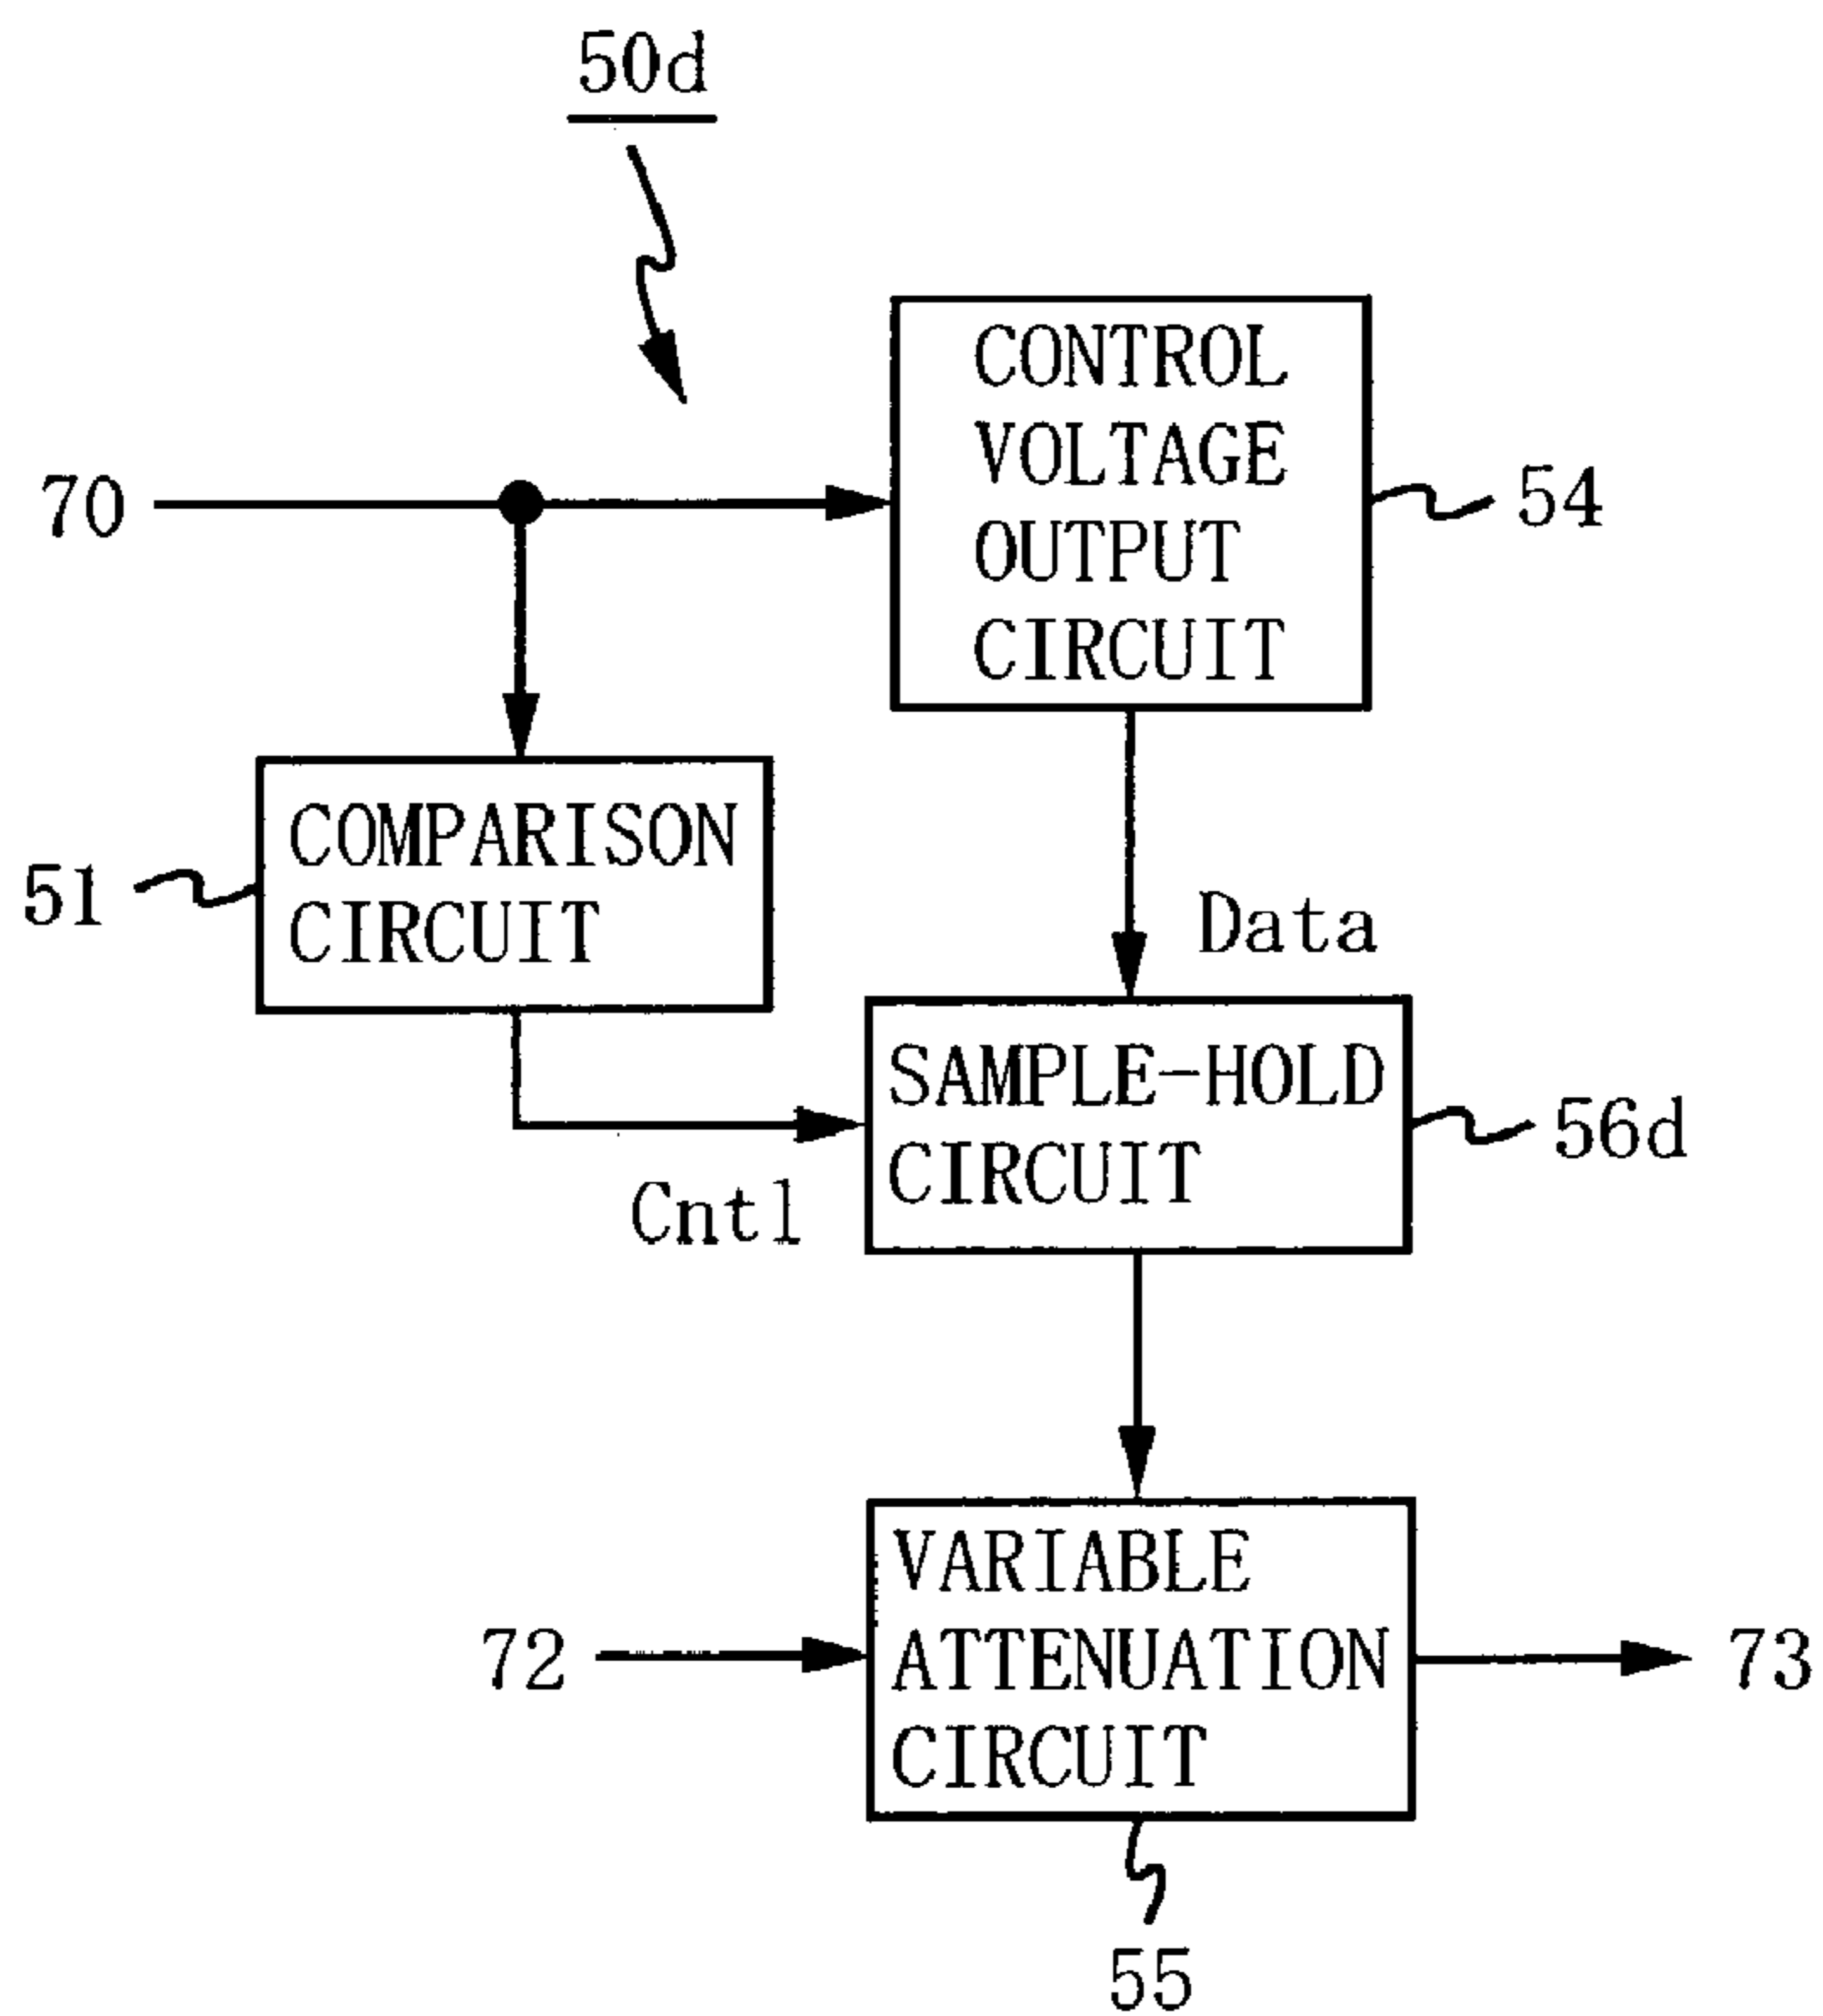 50d
CONTROL
VOLTAGE
OUTPUT
CIRCUIT
70
54
COMPARISON
CIRCUIT
51
Data
SAMPLE-HOLD
CIRCUIT
56d
Cntl
VARIABLE
ATTENUATION
CIRCUIT
72
73
55